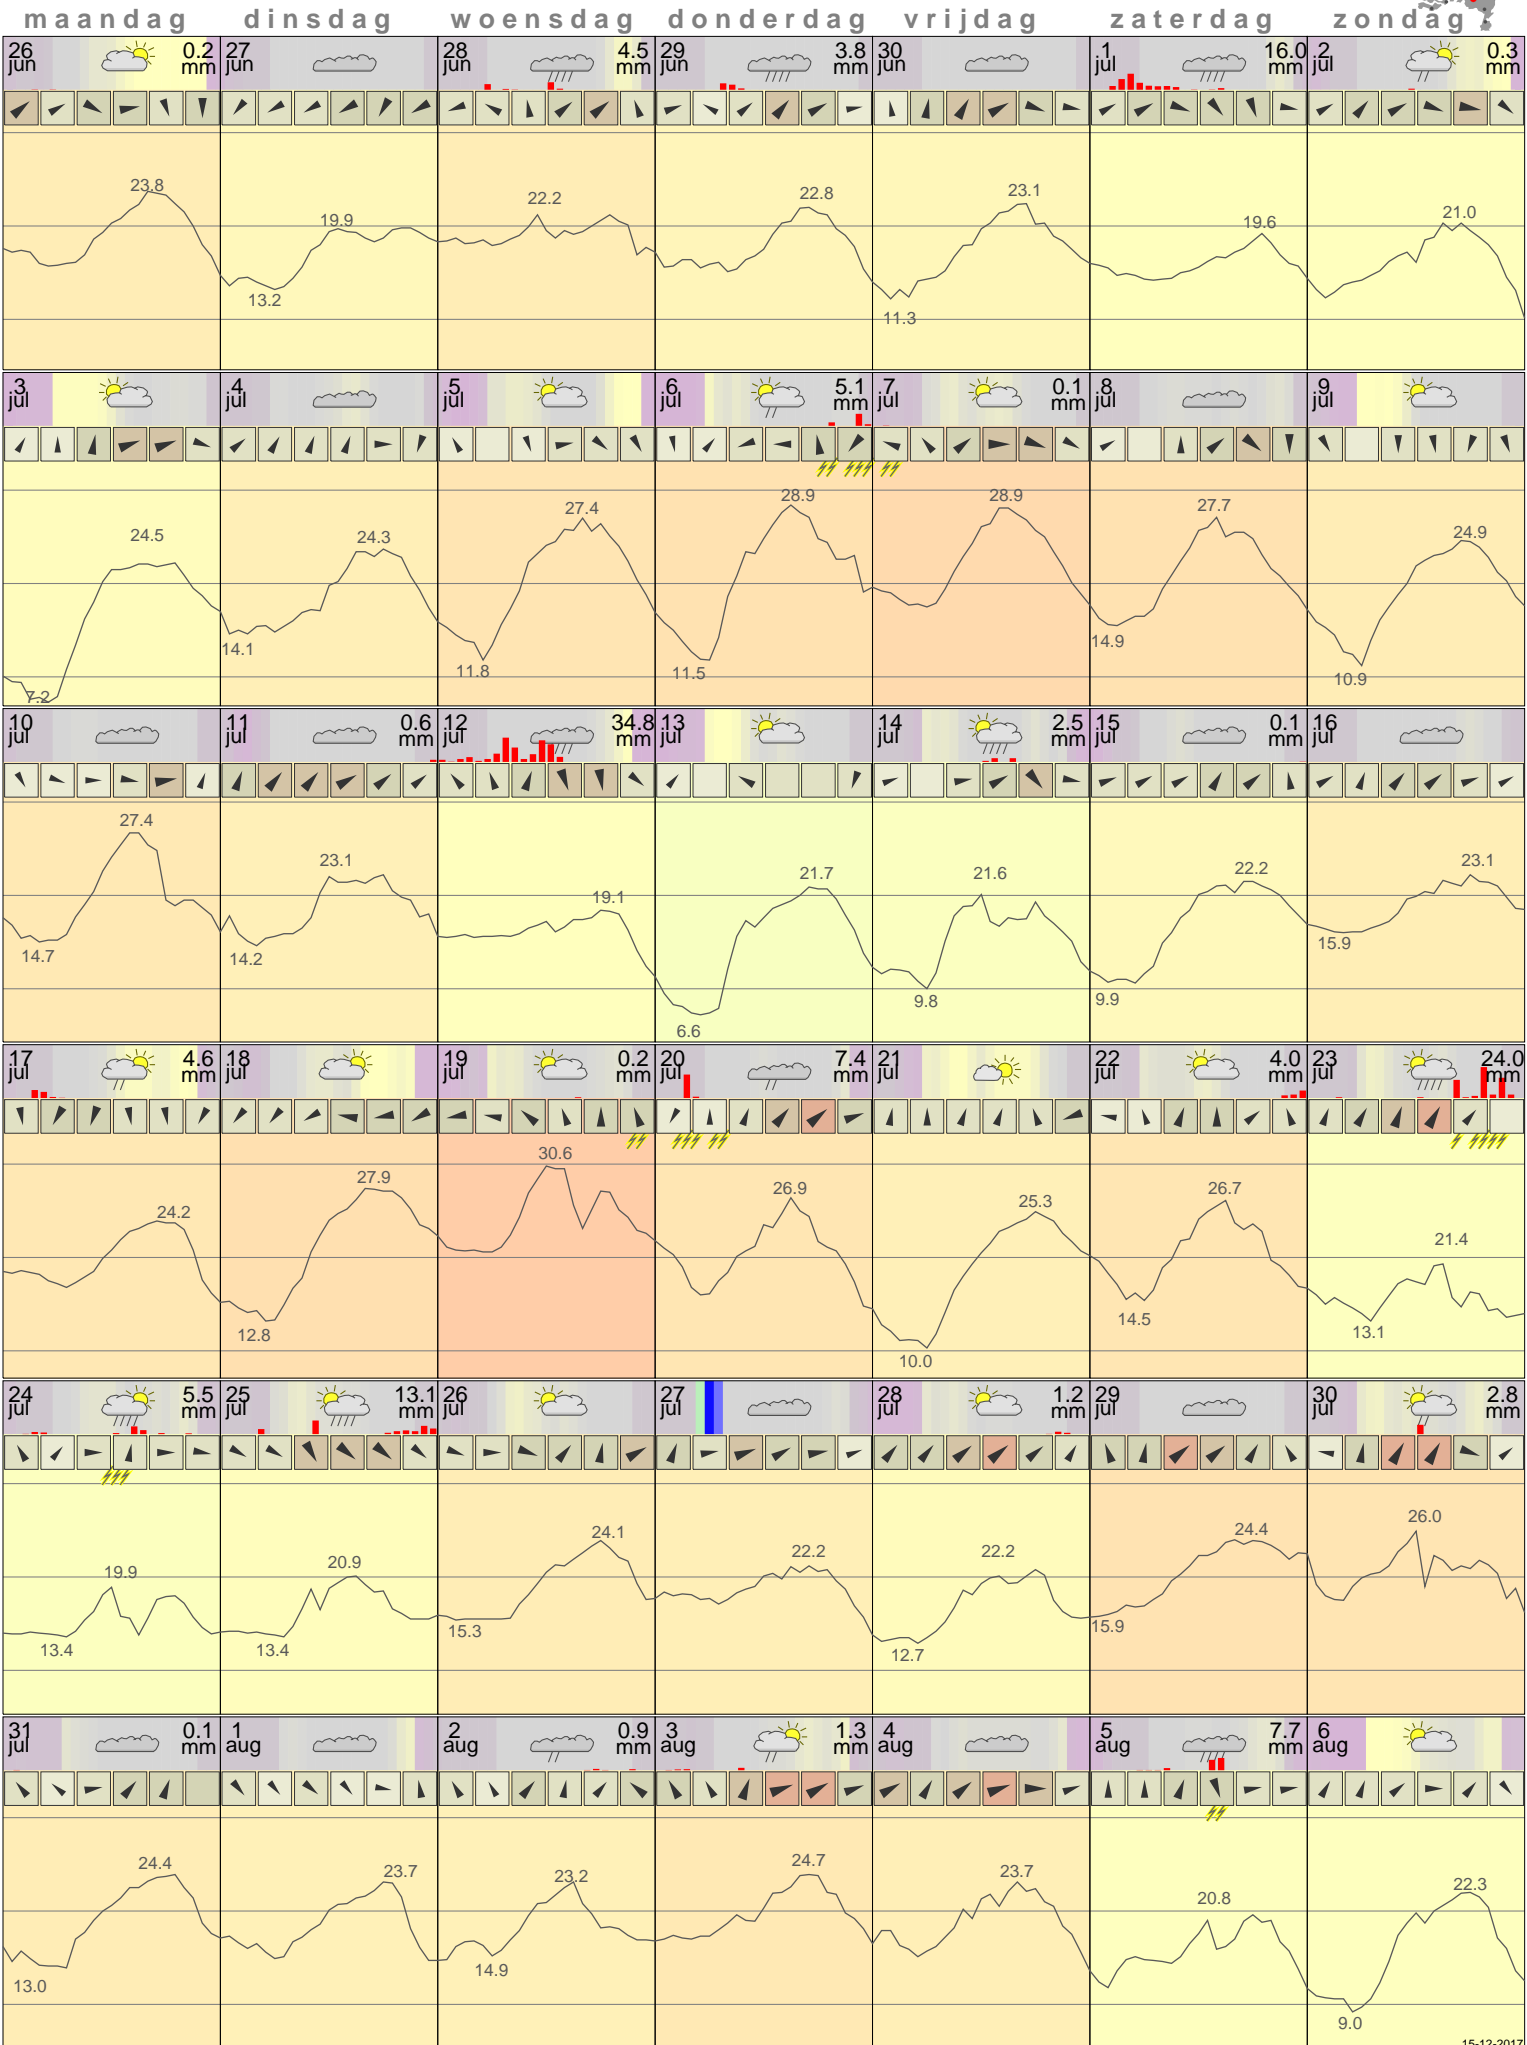 maandag dinsdag woensdag donderdag vrijdag zaterdag zondag
26 jun 0.2 mm 27 jun 28 jun 4.5 mm 29 jun 3.8 mm 30 jun 1 jul 16.0 mm 2 jul 0.3 mm
23.8 19.9 13.2 22.2 22.8 23.1 11.3 19.6 21.0
3 jul 4 jul 5 jul 6 jul 5.1 mm 7 jul 0.1 mm 8 jul 9 jul
24.5 7.2 24.3 14.1 27.4 11.8 28.9 11.5 28.9 27.7 14.9 24.9 10.9
10 jul 11 jul 0.6 mm 12 jul 34.8 mm 13 jul 14 jul 2.5 mm 15 jul 0.1 mm 16 jul
27.4 14.7 23.1 14.2 19.1 21.7 6.6 21.6 9.8 22.2 9.9 23.1 15.9
17 jul 4.6 mm 18 jul 19 jul 0.2 mm 20 jul 7.4 mm 21 jul 22 jul 4.0 mm 23 jul 24.0 mm
24.2 27.9 12.8 30.6 26.9 25.3 10.0 26.7 14.5 21.4 13.1
24 jul 5.5 mm 25 jul 13.1 mm 26 jul 27 jul 28 jul 1.2 mm 29 jul 30 jul 2.8 mm
19.9 13.4 20.9 13.4 24.1 15.3 22.2 22.2 12.7 24.4 15.9 26.0
31 jul 0.1 mm 1 aug 2 aug 0.9 mm 3 aug 1.3 mm 4 aug 5 aug 7.7 mm 6 aug
24.4 13.0 23.7 23.2 14.9 24.7 23.7 20.8 22.3 9.0
15-12-2017